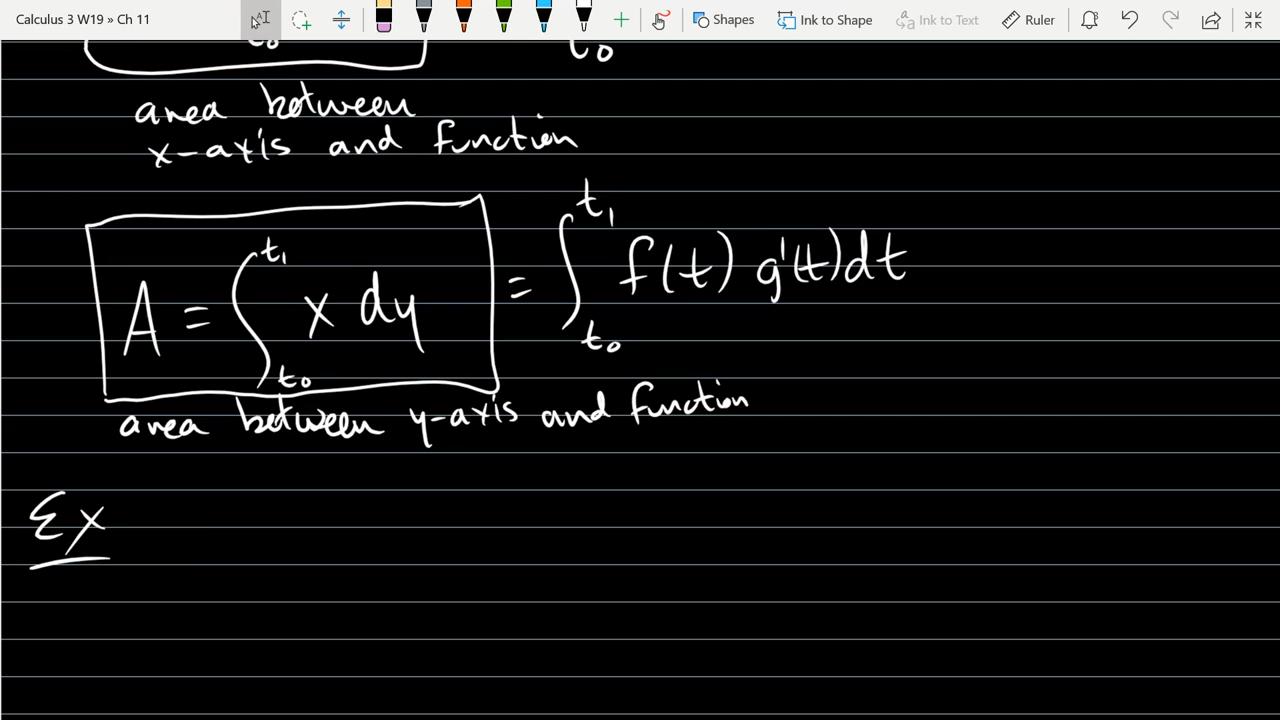 Calculus 3 W19 » Ch 11 Shapes Ink to Shape Ink to Text Ruler
t₀ t₀
area between
x-axis and function
A = ∫_{t₀}^{t₁} x dy = ∫_{t₀}^{t₁} f(t) g'(t)dt
area between y-axis and function
Ex